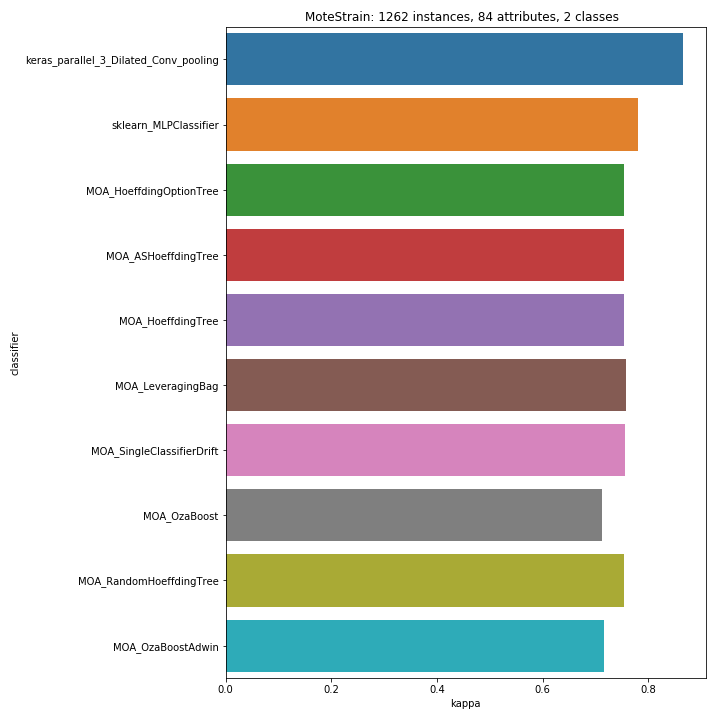 MoteStrain: 1262 instances, 84 attributes, 2 classes
keras_parallel_3_Dilated_Conv_pooling
sklearn_MLPClassifier
MOA_HoeffdingOptionTree
MOA_ASHoeffdingTree
MOA_HoeffdingTree
MOA_LeveragingBag
MOA_SingleClassifierDrift
MOA_OzaBoost
MOA_RandomHoeffdingTree
MOA_OzaBoostAdwin
classifier
0.0 0.2 0.4 0.6 0.8
kappa